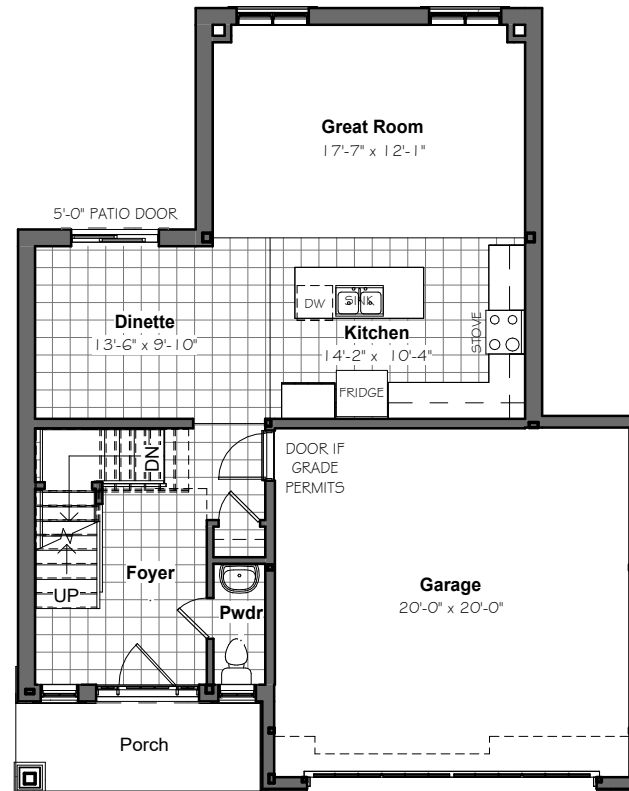 Great Room
17'-7" x 12'-1"
5'-0" PATIO DOOR
Dinette
13'-6" x 9'-10"
DW
SINK
Kitchen
14'-2" x 10'-4"
STOVE
FRIDGE
DN
DOOR IF
GRADE
PERMITS
UP
Foyer
Pwdr.
Garage
20'-0" x 20'-0"
Porch